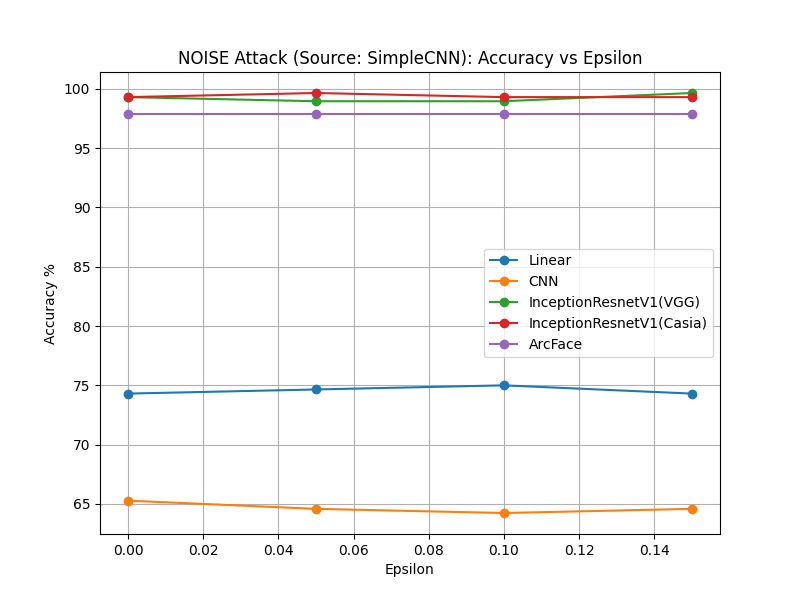 NOISE Attack (Source: SimpleCNN): Accuracy vs Epsilon
100
95
90
85
80
75
70
65
Accuracy %
Linear
CNN
InceptionResnetV1(VGG)
InceptionResnetV1(Casia)
ArcFace
0.00 0.02 0.04 0.06 0.08 0.10 0.12 0.14
Epsilon